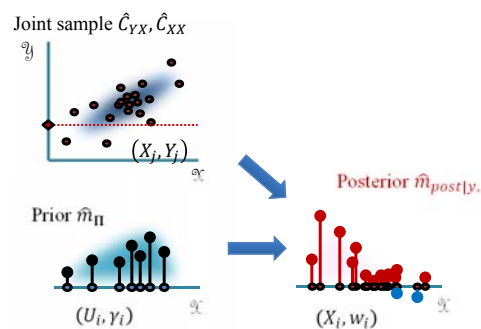 Joint sample Ĉ_YX, Ĉ_XX
𝒴
(X_j, Y_j)
𝒳
Prior m̂_Π
Posterior m̂_post|y*
𝒳
𝒳
(U_i, γ_i)
(X_i, w_i)